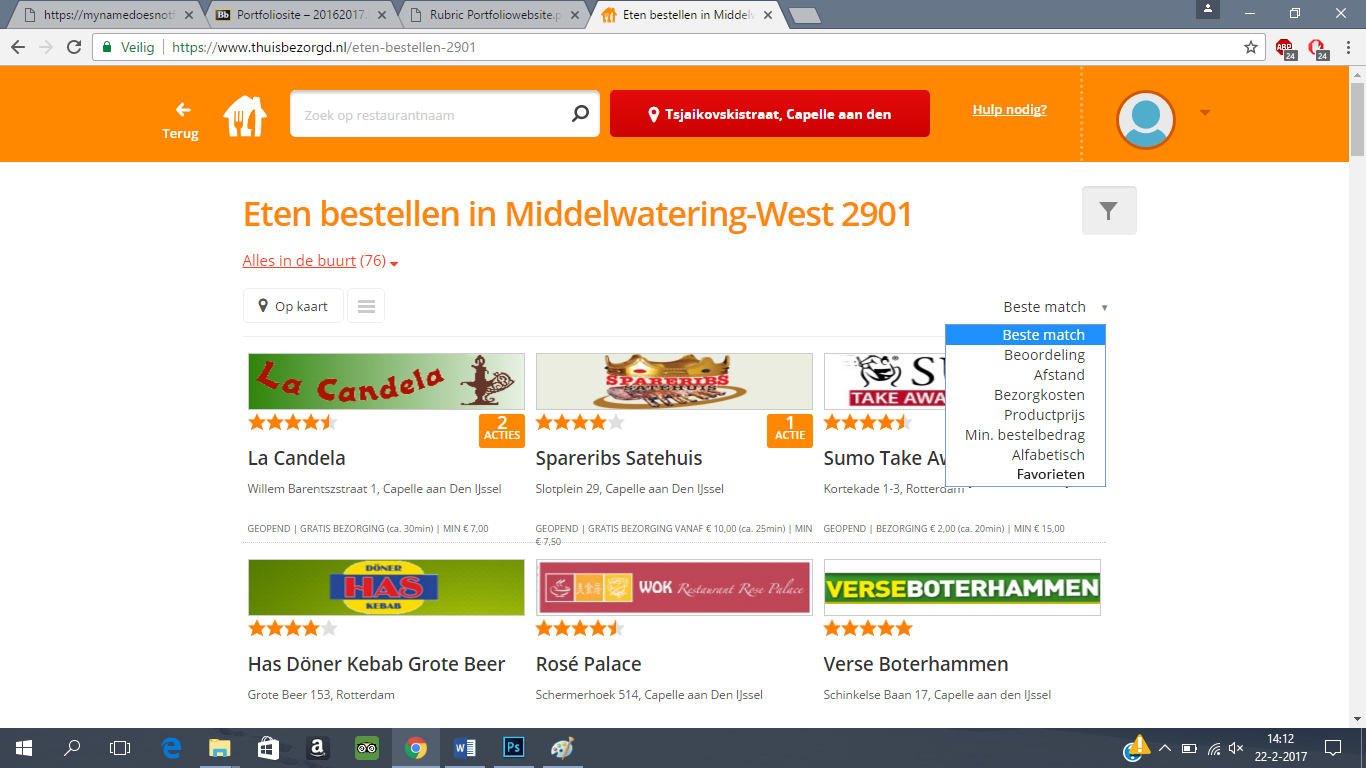 https://mynamedoesnotf
Portfoliosite – 20162017.
Rubric Portfoliowebsite.p
Eten bestellen in Middelw
Veilig
https://www.thuisbezorgd.nl/eten-bestellen-2901
ABP
24
24
Terug
Zoek op restaurantnaam
Tsjaikovskistraat, Capelle aan den
Hulp nodig?
Eten bestellen in Middelwatering-West 2901
Alles in de buurt (76)
Op kaart
Beste match
Beste match
Beoordeling
Afstand
Bezorgkosten
Productprijs
Min. bestelbedrag
Alfabetisch
Favorieten
La Candela
2
ACTIES
La Candela
Willem Barentszstraat 1, Capelle aan Den IJssel
GEOPEND | GRATIS BEZORGING (ca. 30min) | MIN € 7,00
SPARERIBS
SATEHUIS
1
ACTIE
Spareribs Satehuis
Slotplein 29, Capelle aan Den IJssel
GEOPEND | GRATIS BEZORGING VANAF € 10,00 (ca. 25min) | MIN
€ 7,50
SU
TAKE AWA
Sumo Take Aw
Kortekade 1-3, Rotterdam
GEOPEND | BEZORGING € 2,00 (ca. 20min) | MIN € 15,00
DÖNER
HAS
KEBAB
Has Döner Kebab Grote Beer
Grote Beer 153, Rotterdam
WOK Restaurant Rose Palace
Rosé Palace
Schermerhoek 514, Capelle aan Den IJssel
VERSEBOTERHAMMEN
Verse Boterhammen
Schinkelse Baan 17, Capelle aan den IJssel
14:12
22-2-2017